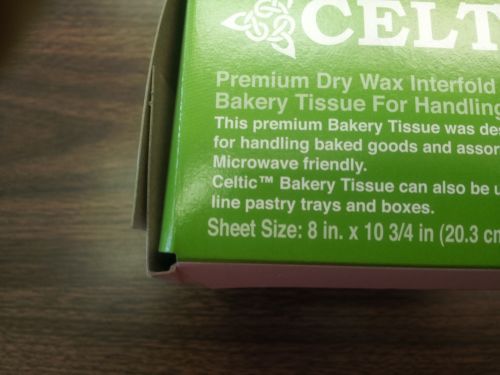 CELT
Premium Dry Wax Interfold
Bakery Tissue For Handling
This premium Bakery Tissue was des
for handling baked goods and assor
Microwave friendly.
Celtic™ Bakery Tissue can also be u
line pastry trays and boxes.
Sheet Size: 8 in. x 10 3/4 in (20.3 cm